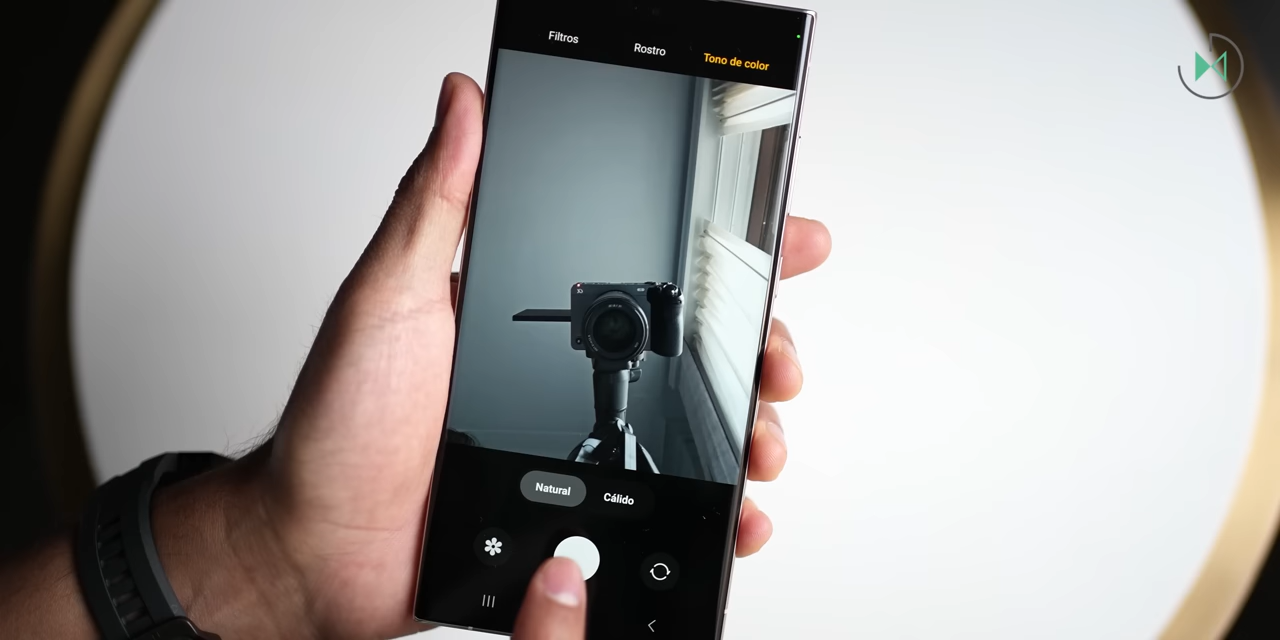 Filtros
Rostro
Tono de color
Natural
Cálido